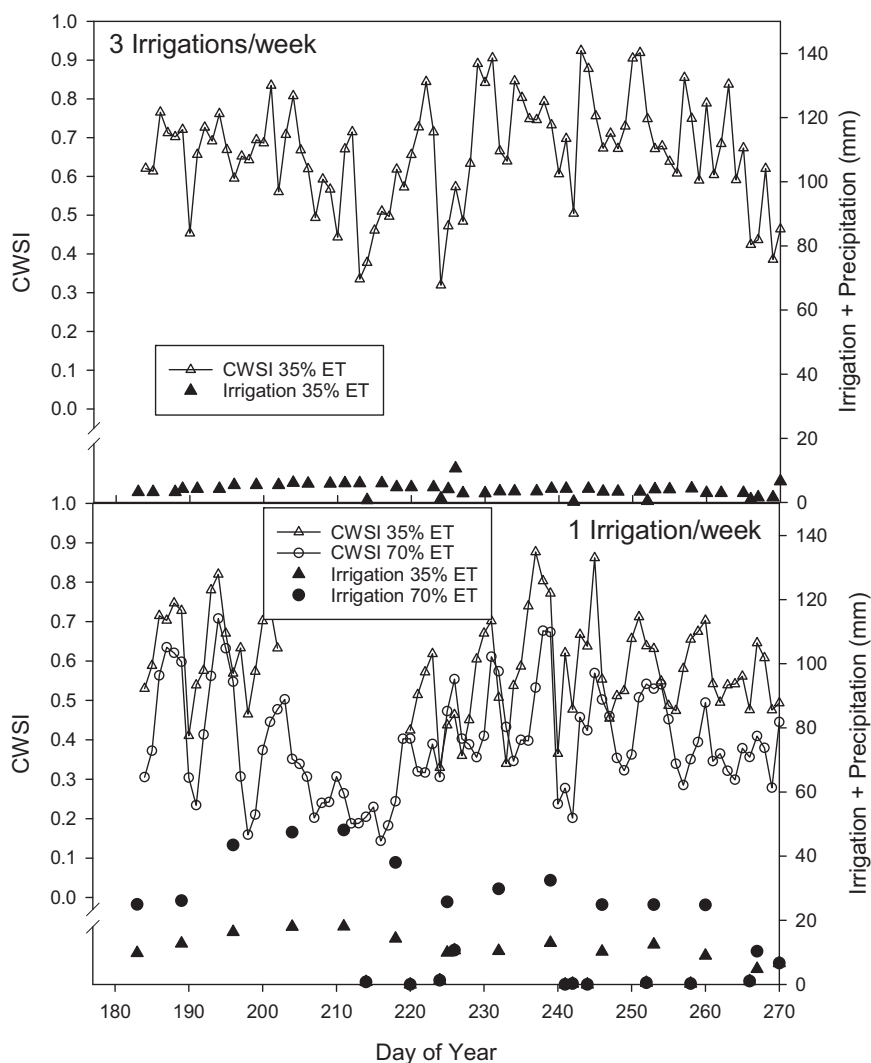 3 Irrigations/week
1.0
0.9
0.8
0.7
0.6
0.5
0.4
0.3
0.2
0.1
0.0
CWSI
140
120
100
80
60
40
20
0
Irrigation + Precipitation (mm)
CWSI 35% ET
Irrigation 35% ET
1 Irrigation/week
1.0
0.9
0.8
0.7
0.6
0.5
0.4
0.3
0.2
0.1
0.0
CWSI
140
120
100
80
60
40
20
0
Irrigation + Precipitation (mm)
CWSI 35% ET
CWSI 70% ET
Irrigation 35% ET
Irrigation 70% ET
180 190 200 210 220 230 240 250 260 270
Day of Year